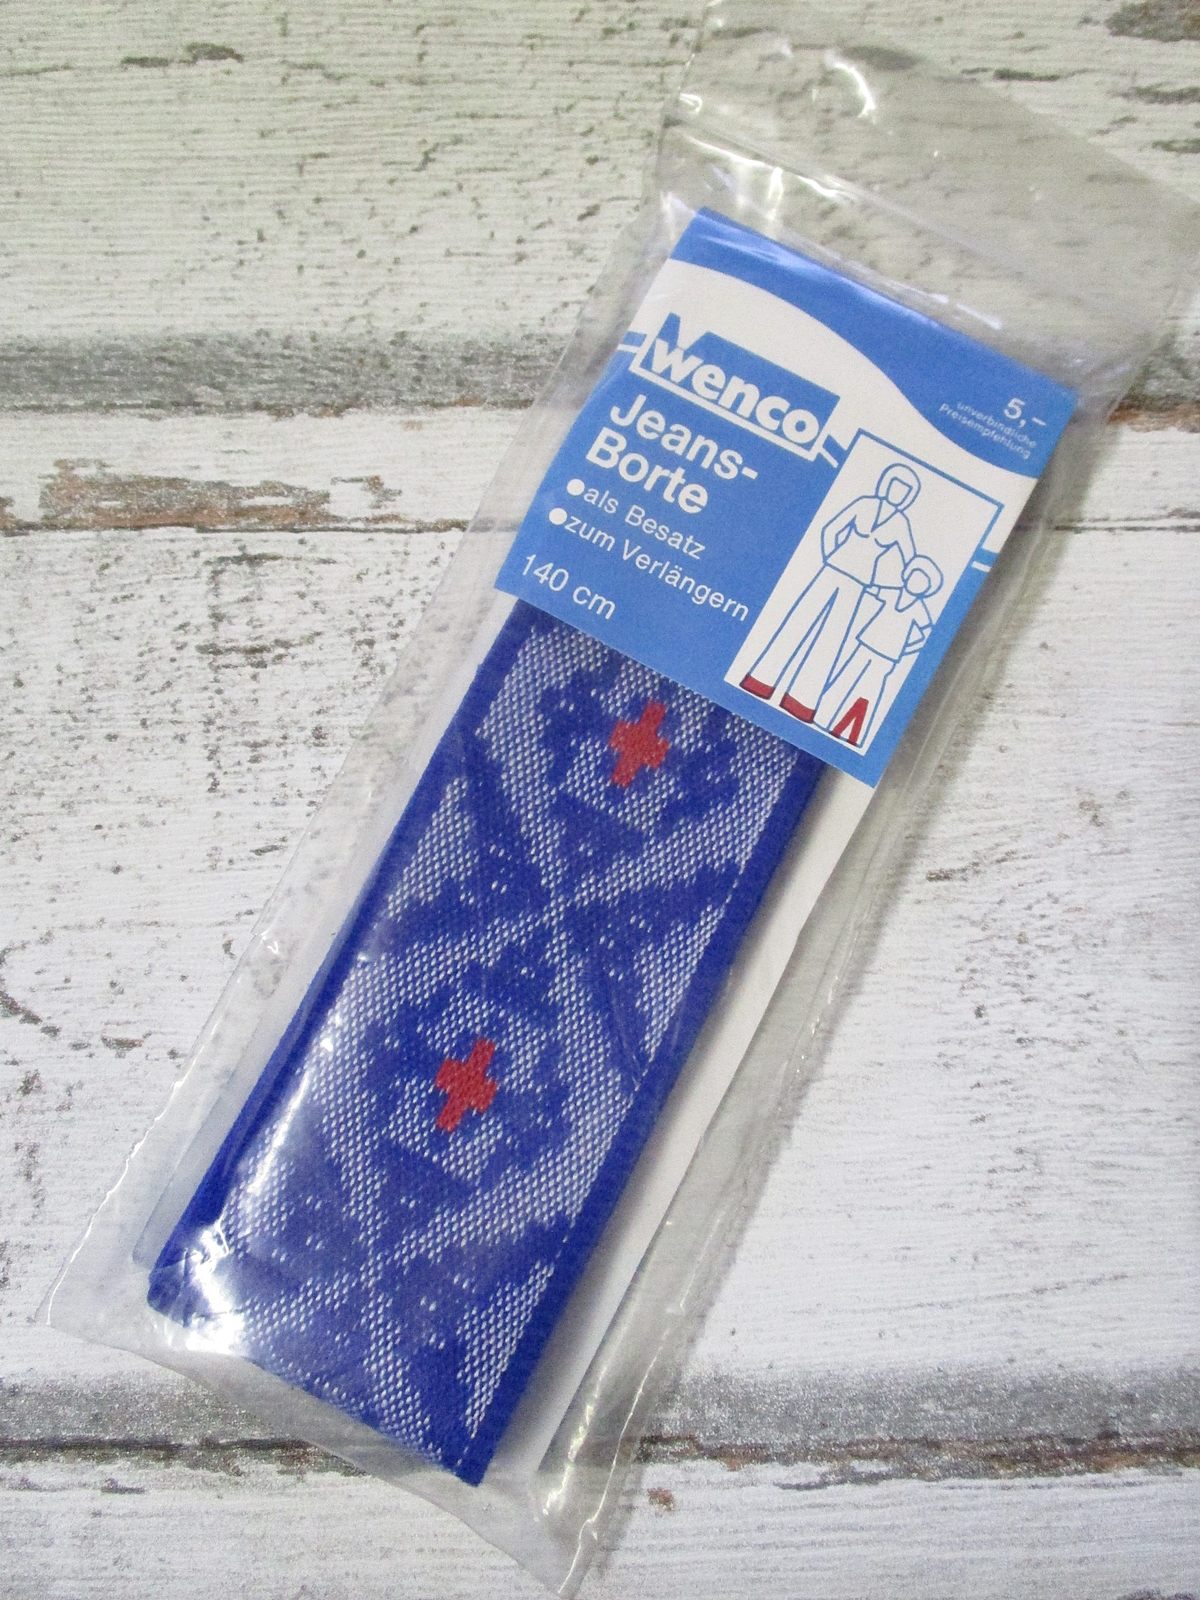 5,–
unverbindliche
Preisempfehlung
wenco
Jeans-
Borte
●als Besatz
●zum Verlängern
140 cm